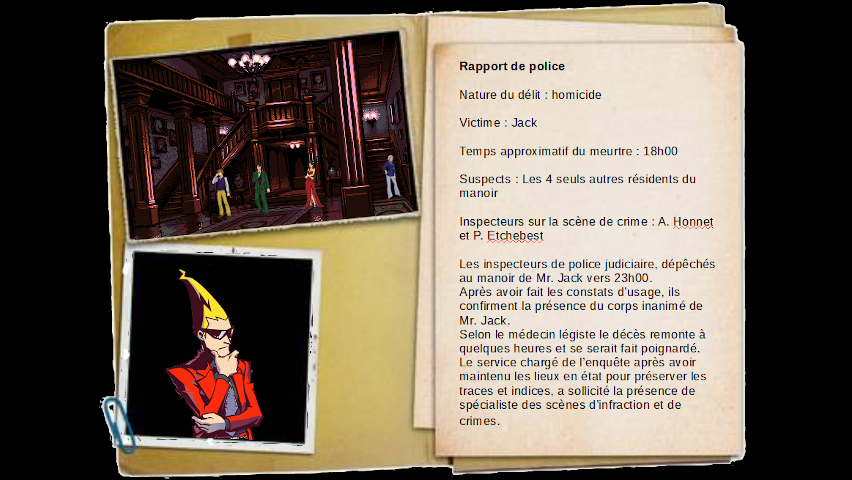 Rapport de police
Nature du délit : homicide
Victime : Jack
Temps approximatif du meurtre : 18h00
Suspects : Les 4 seuls autres résidents du
manoir
Inspecteurs sur la scène de crime : A. Honnet
et P. Etchebest
Les inspecteurs de police judiciaire, dépêchés
au manoir de Mr. Jack vers 23h00.
Après avoir fait les constats d'usage, ils
confirment la présence du corps inanimé de
Mr. Jack.
Selon le médecin légiste le décès remonte à
quelques heures et se serait fait poignardé.
Le service chargé de l'enquête après avoir
maintenu les lieux en état pour préserver les
traces et indices, a sollicité la présence de
spécialiste des scènes d'infraction et de
crimes.